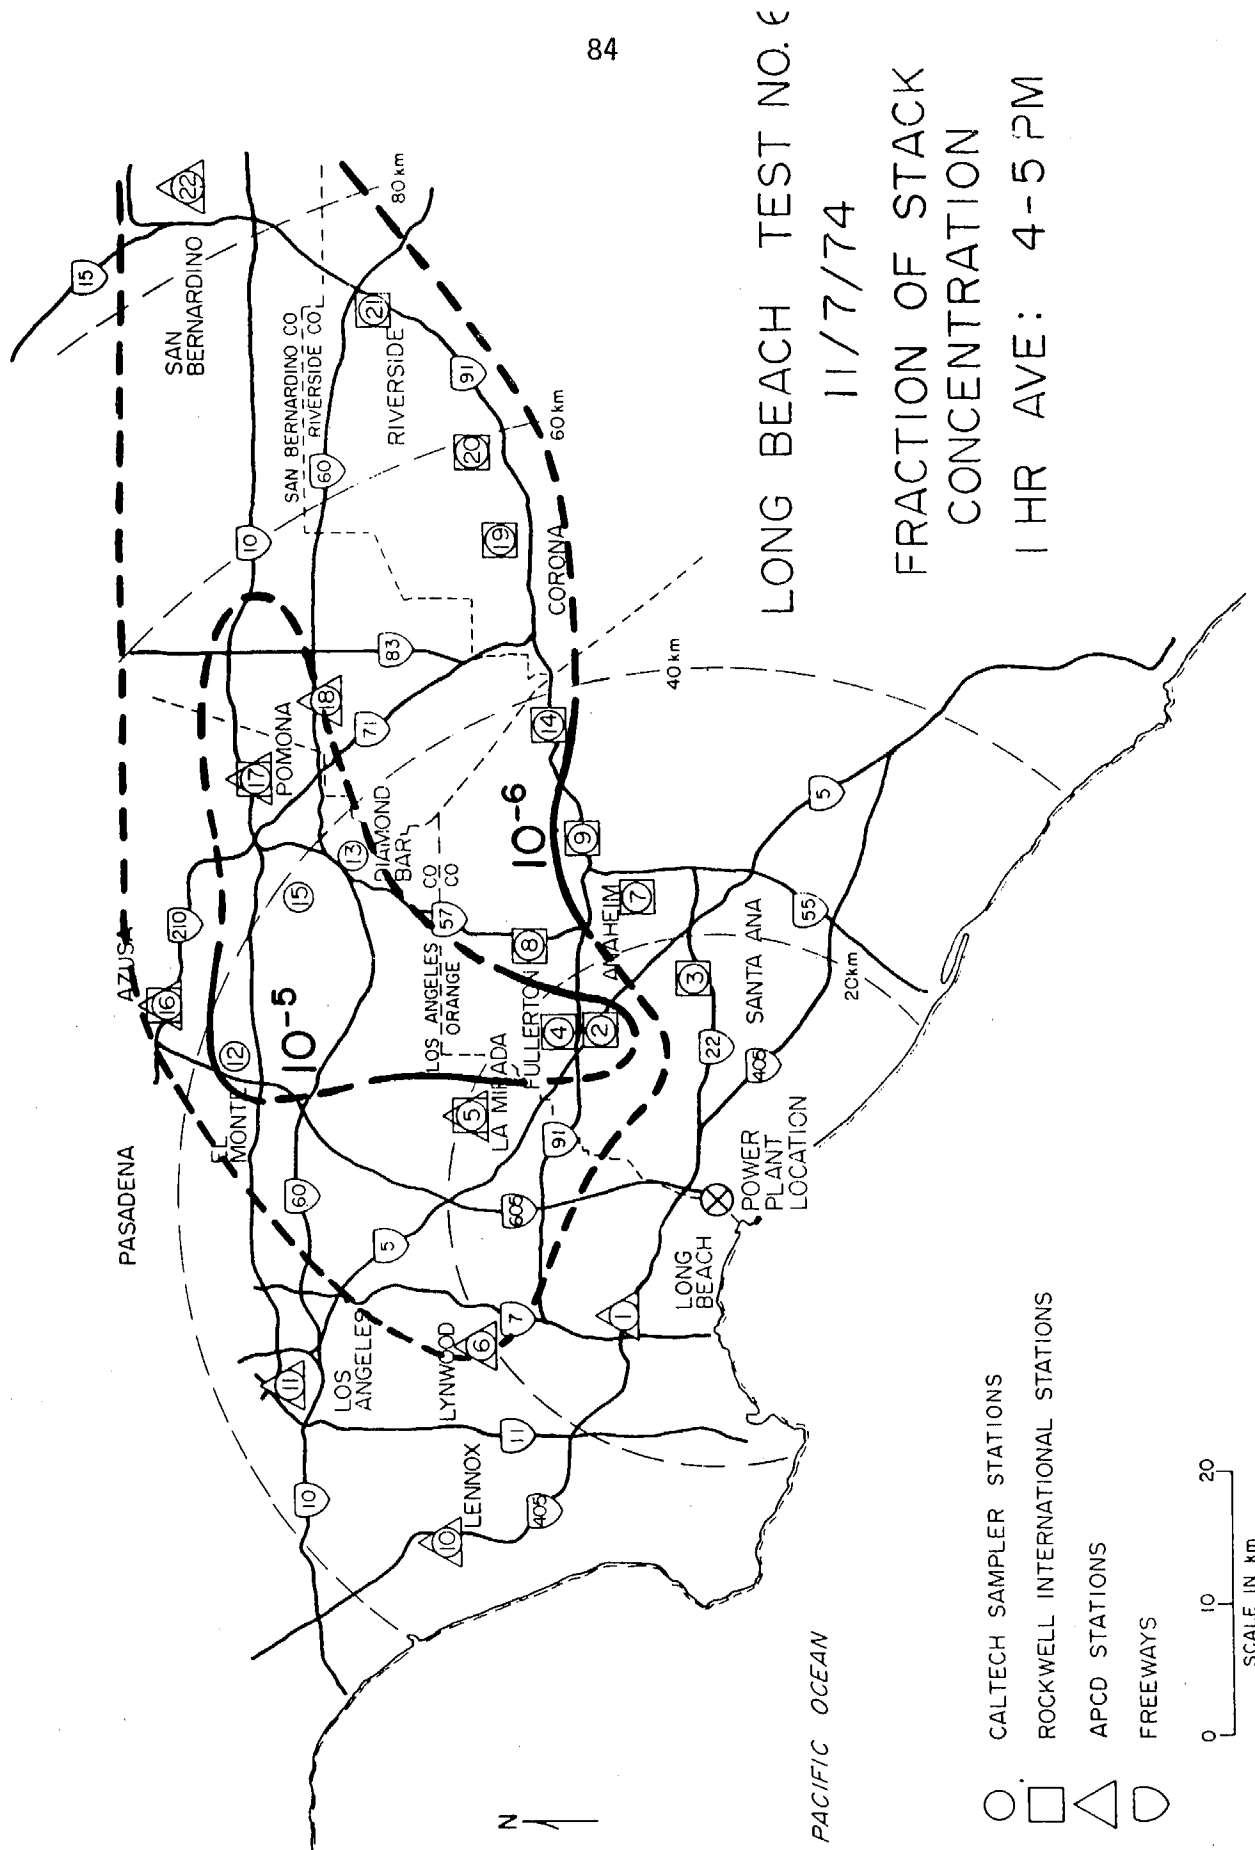 84
LONG BEACH TEST NO.
11/7/74
FRACTION OF STACK
CONCENTRATION
1 HR AVE: 4-5 PM
PASADENA
AZUSA
16
210
15
SAN
BERNARDINO
22
EL
MONTE
12
10⁻⁵
15
17
POMONA
10
18
83
71
SAN BERNARDINO CO
RIVERSIDE CO
60
RIVERSIDE
21
80 km
91
20
60 km
19
CORONA
14
40 km
13
DIAMOND
BAR
LOS ANGELES CO
ORANGE CO
57
10⁻⁶
9
8
FULLERTON
ANAHEIM
7
4
2
3
SANTA ANA
55
5
20km
22
405
5
LA MIRADA
91
605
60
5
11
LOS
ANGELES
LYNWOOD
6
7
1
LONG
BEACH
POWER
PLANT
LOCATION
10
11
10
LENNOX
405
N
PACIFIC OCEAN
CALTECH SAMPLER STATIONS
ROCKWELL INTERNATIONAL STATIONS
APCD STATIONS
FREEWAYS
0 10 20
SCALE IN km